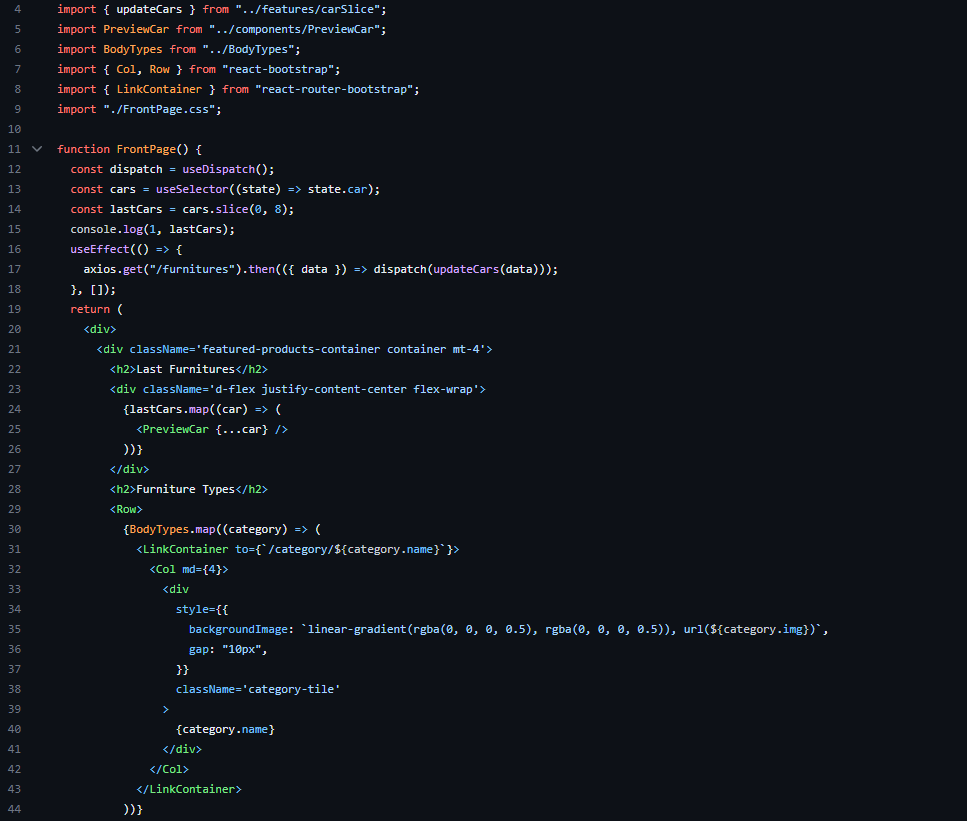 4 import { updateCars } from "../features/carSlice";
5 import PreviewCar from "../components/PreviewCar";
6 import BodyTypes from "../BodyTypes";
7 import { Col, Row } from "react-bootstrap";
8 import { LinkContainer } from "react-router-bootstrap";
9 import "./FrontPage.css";
10
11 function FrontPage() {
12   const dispatch = useDispatch();
13   const cars = useSelector((state) => state.car);
14   const lastCars = cars.slice(0, 8);
15   console.log(1, lastCars);
16   useEffect(() => {
17     axios.get("/furnitures").then(({ data }) => dispatch(updateCars(data)));
18   }, []);
19   return (
20     <div>
21       <div className='featured-products-container container mt-4'>
22         <h2>Last Furnitures</h2>
23         <div className='d-flex justify-content-center flex-wrap'>
24           {lastCars.map((car) => (
25             <PreviewCar {...car} />
26           ))}
27         </div>
28         <h2>Furniture Types</h2>
29         <Row>
30           {BodyTypes.map((category) => (
31             <LinkContainer to={`/category/${category.name}`}>
32               <Col md={4}>
33                 <div
34                   style={{
35                     backgroundImage: `linear-gradient(rgba(0, 0, 0, 0.5), rgba(0, 0, 0, 0.5)), url(${category.img})`,
36                     gap: "10px",
37                   }}
38                   className='category-tile'
39                 >
40                   {category.name}
41                 </div>
42               </Col>
43             </LinkContainer>
44           ))}